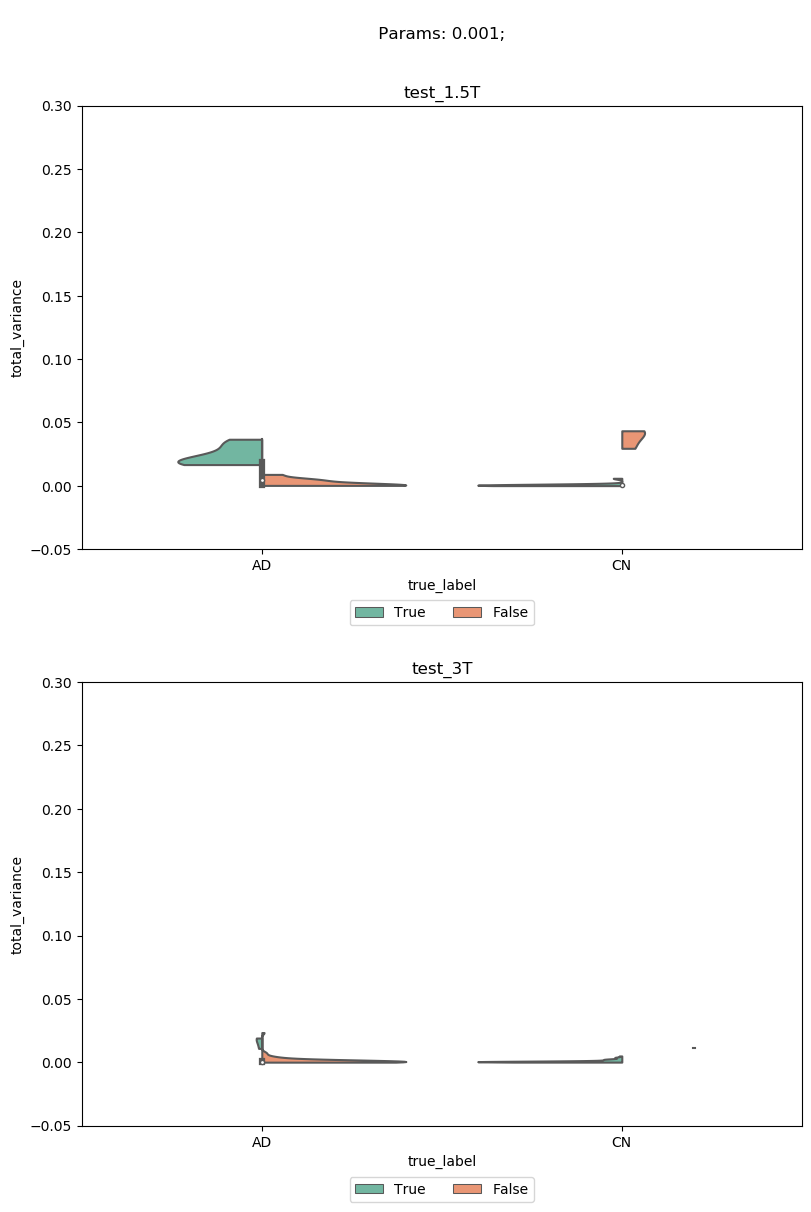 Params: 0.001;
test_1.5T
0.30
0.25
0.20
0.15
0.10
0.05
0.00
−0.05
total_variance
AD
CN
true_label
True
False
test_3T
0.30
0.25
0.20
0.15
0.10
0.05
0.00
−0.05
total_variance
AD
CN
true_label
True
False